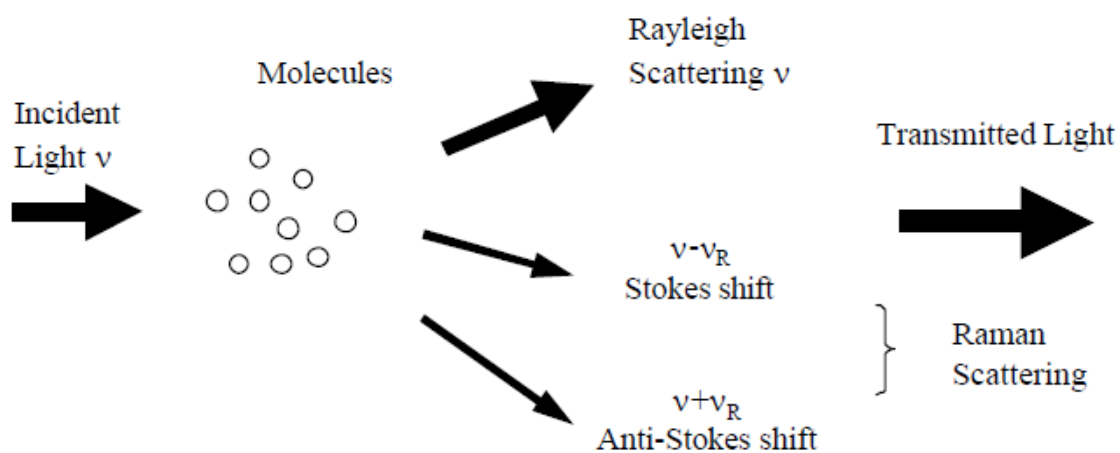 Incident
Light ν
Molecules
Rayleigh
Scattering ν
ν-νR
Stokes shift
ν+νR
Anti-Stokes shift
Transmitted Light
Raman
Scattering